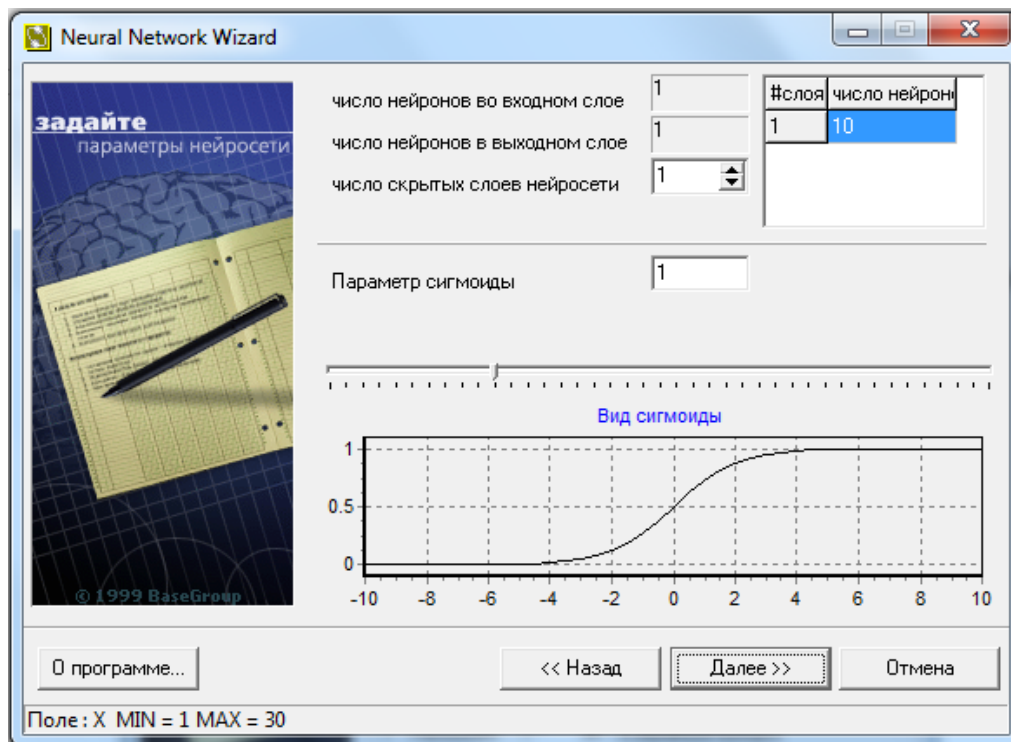 Neural Network Wizard
задайте
параметры нейросети
© 1999 BaseGroup
число нейронов во входном слое
1
число нейронов в выходном слое
1
число скрытых слоев нейросети
1
#слоя число нейрон
1 10
Параметр сигмоиды
1
Вид сигмоиды
1
0.5
0
-10 -8 -6 -4 -2 0 2 4 6 8 10
О программе...
<< Назад
Далее >>
Отмена
Поле : X MIN = 1 MAX = 30